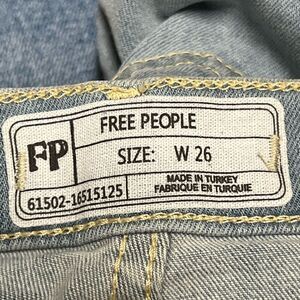 FREE PEOPLE
FP
SIZE: W 26
61502-16515125
MADE IN TURKEY
FABRIQUE EN TURQUIE